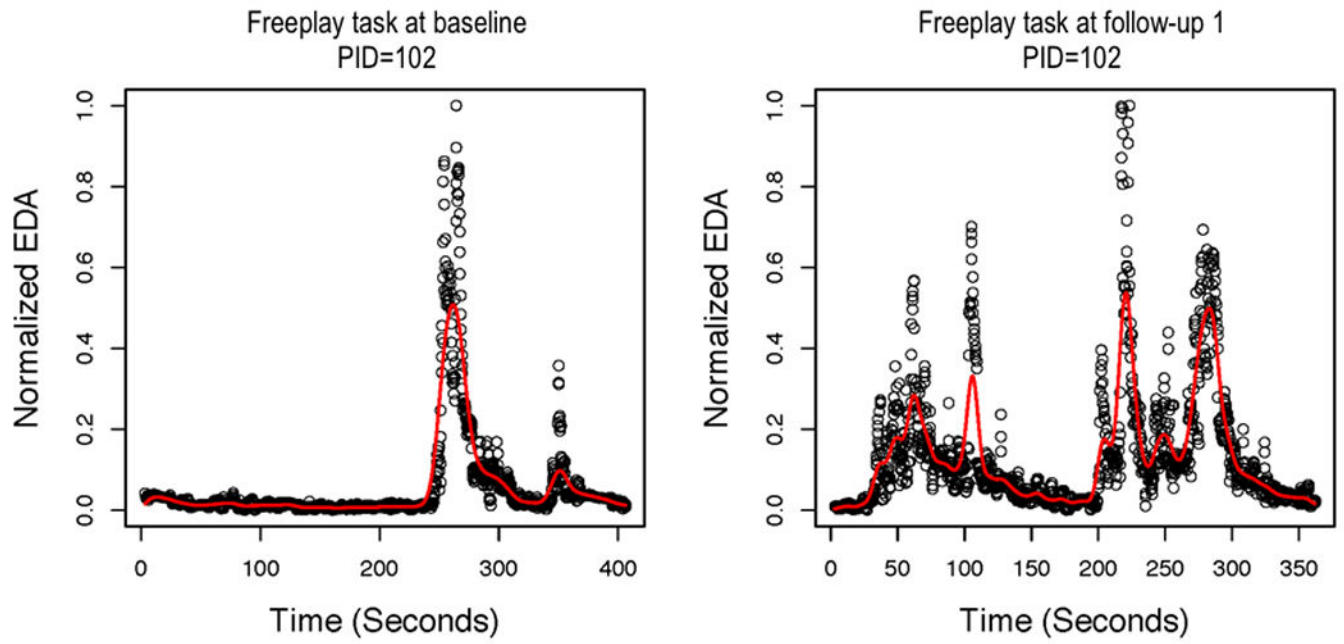 Freeplay task at baseline
PID=102
Normalized EDA
1.0
0.8
0.6
0.4
0.2
0.0
0 100 200 300 400
Time (Seconds)
Freeplay task at follow-up 1
PID=102
Normalized EDA
1.0
0.8
0.6
0.4
0.2
0.0
0 50 100 150 200 250 300 350
Time (Seconds)